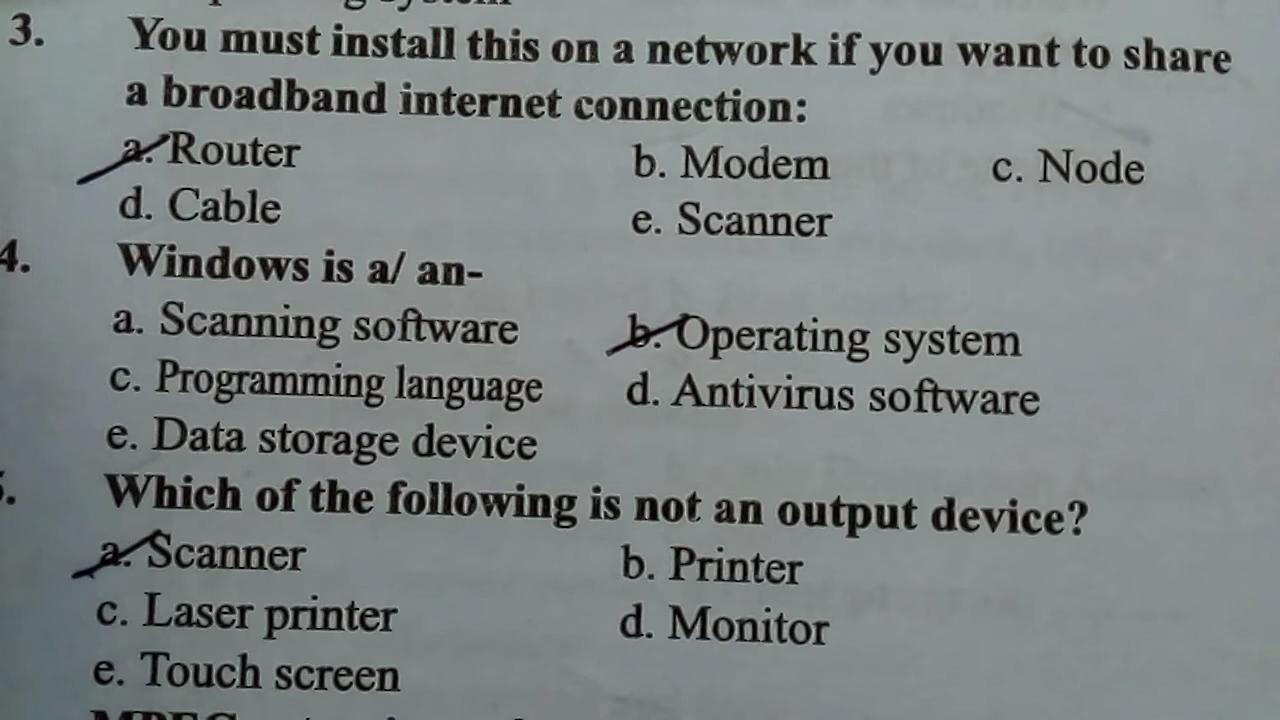 3. You must install this on a network if you want to share
a broadband internet connection:
a. Router b. Modem c. Node
d. Cable e. Scanner
4. Windows is a/ an-
a. Scanning software b. Operating system
c. Programming language d. Antivirus software
e. Data storage device
5. Which of the following is not an output device?
a. Scanner b. Printer
c. Laser printer d. Monitor
e. Touch screen